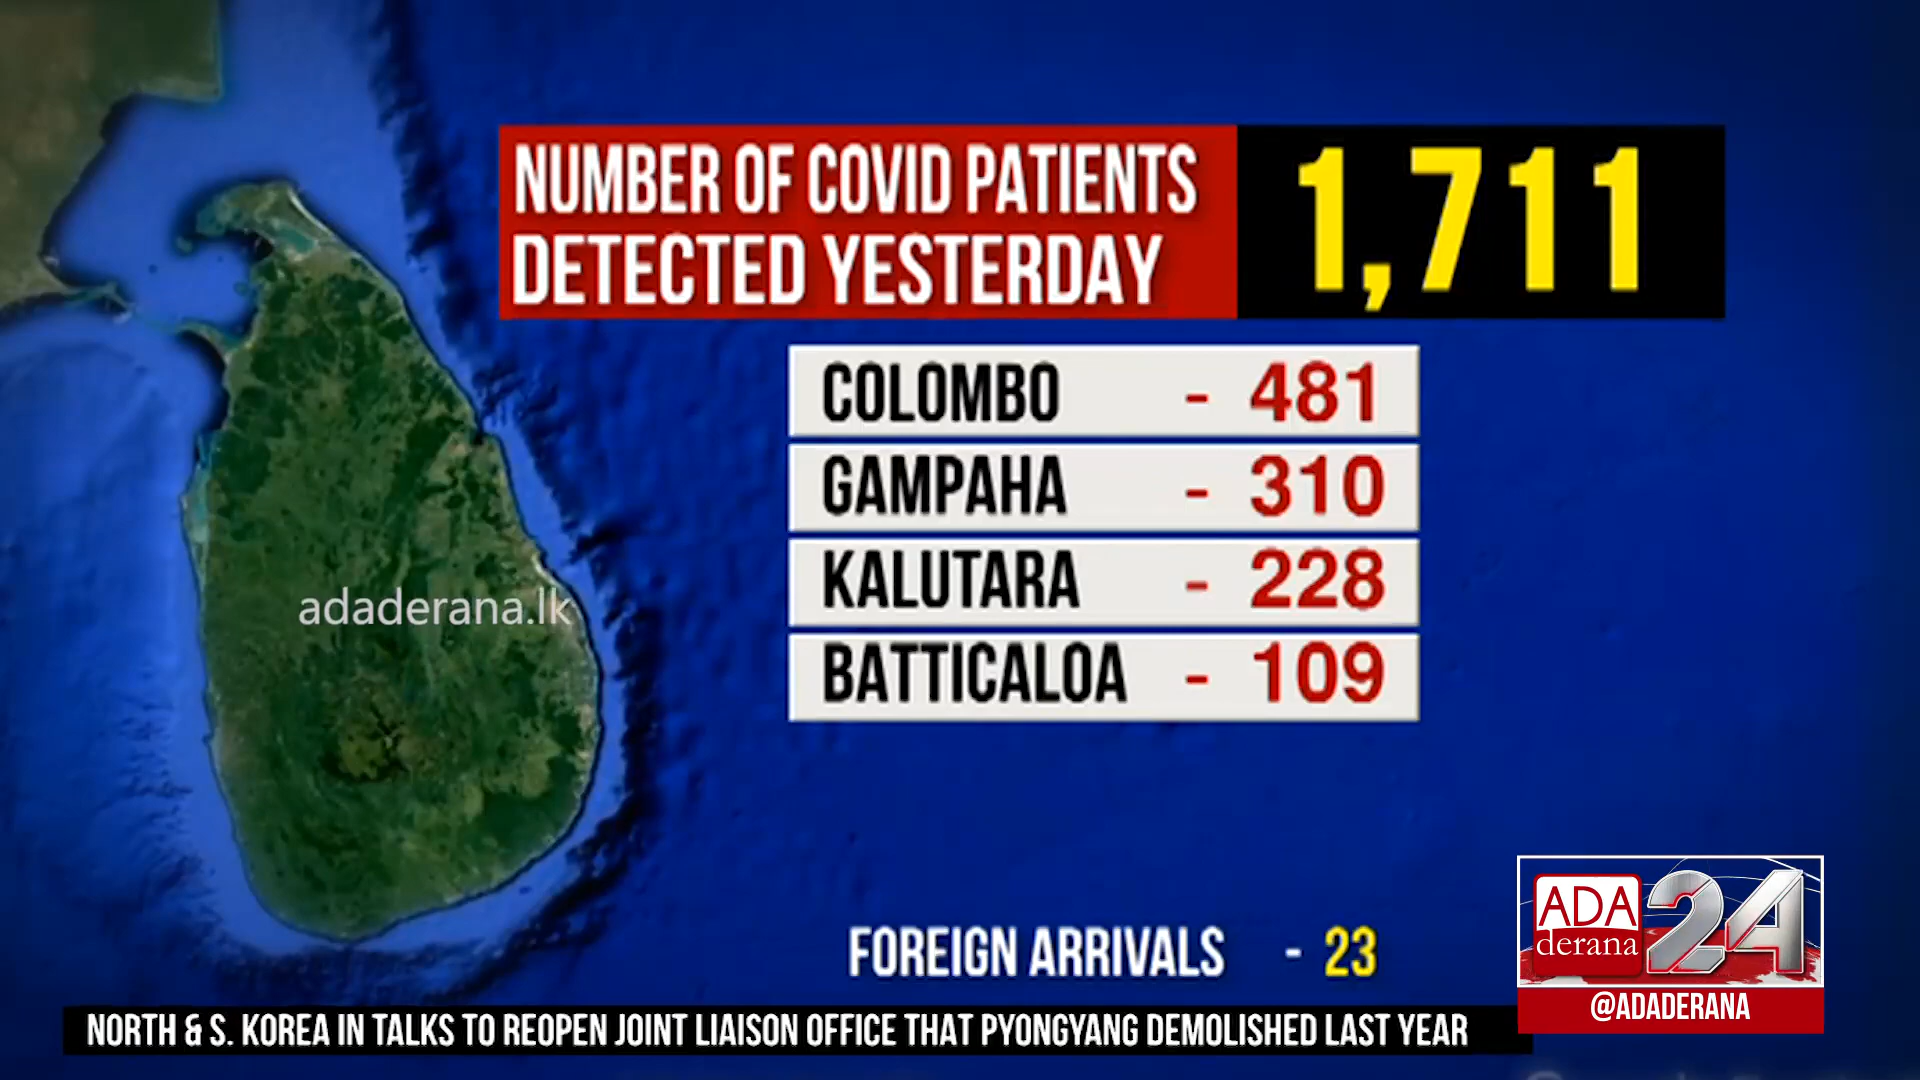 NUMBER OF COVID PATIENTS
DETECTED YESTERDAY
1,711
COLOMBO - 481
GAMPAHA - 310
KALUTARA - 228
BATTICALOA - 109
adaderana.lk
FOREIGN ARRIVALS - 23
ADA
derana
24
@ADADERANA
NORTH & S. KOREA IN TALKS TO REOPEN JOINT LIAISON OFFICE THAT PYONGYANG DEMOLISHED LAST YEAR